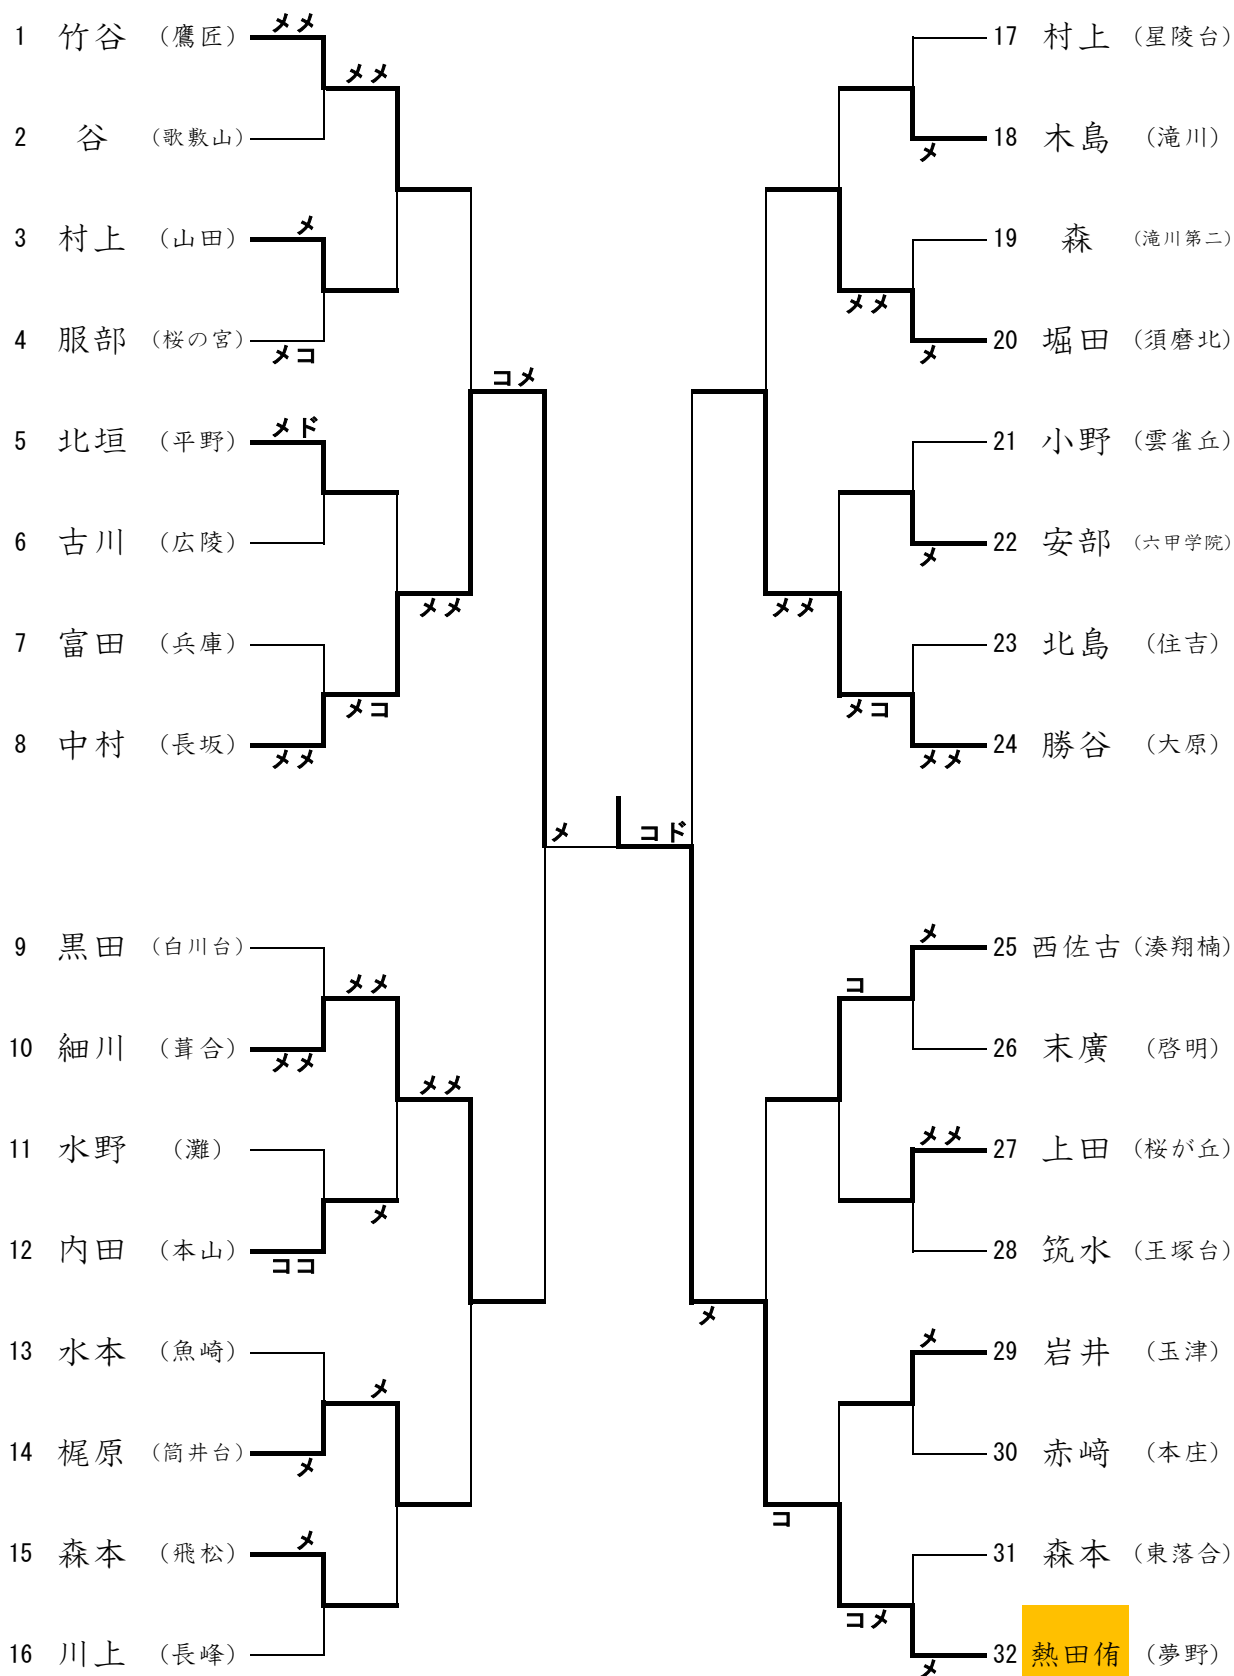 1 竹谷 (鷹匠) メメ
メメ
2 谷 (歌敷山)
3 村上 (山田) メ
4 服部 (桜の宮) メコ
コメ
5 北垣 (平野) メド
6 古川 (広陵)
メメ
7 富田 (兵庫)
メコ
8 中村 (長坂) メメ
メ
9 黒田 (白川台)
メメ
10 細川 (葺合) メメ
メメ
11 水野 (灘)
メ
12 内田 (本山) ココ
13 水本 (魚崎)
メ
14 梶原 (筒井台) メ
15 森本 (飛松) メ
16 川上 (長峰)
17 村上 (星陵台)
メ 18 木島 (滝川)
19 森 (滝川第二)
メメ
メ 20 堀田 (須磨北)
21 小野 (雲雀丘)
メ 22 安部 (六甲学院)
メメ
23 北島 (住吉)
メコ
メメ 24 勝谷 (大原)
コド
メ 25 西佐古 (湊翔楠)
コ
26 末廣 (啓明)
メメ 27 上田 (桜が丘)
28 筑水 (王塚台)
メ
メ 29 岩井 (玉津)
30 赤﨑 (本庄)
コ
31 森本 (東落合)
コメ
メ 32 熱田侑 (夢野)